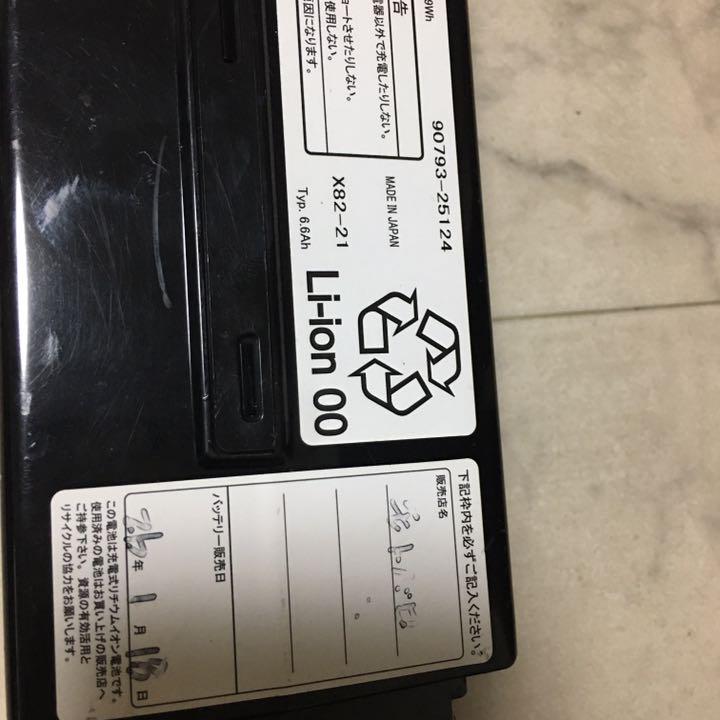 9Wh
告
電器以外で充電したりしない。
ョートさせたりしない。
使用しない。
原因になります。
90793-25124
MADE IN JAPAN
X82-21
Typ. 6.6Ah
Li-ion 00
下記枠内を必ずご記入ください。
販売店名
バッテリー販売日
年 1 月 日
この電池は充電式リチウムイオン電池です。
使用済みの電池はお買い上げの販売店へ
ご持参下さい。資源の有効活用と
リサイクルの協力をお願いします。